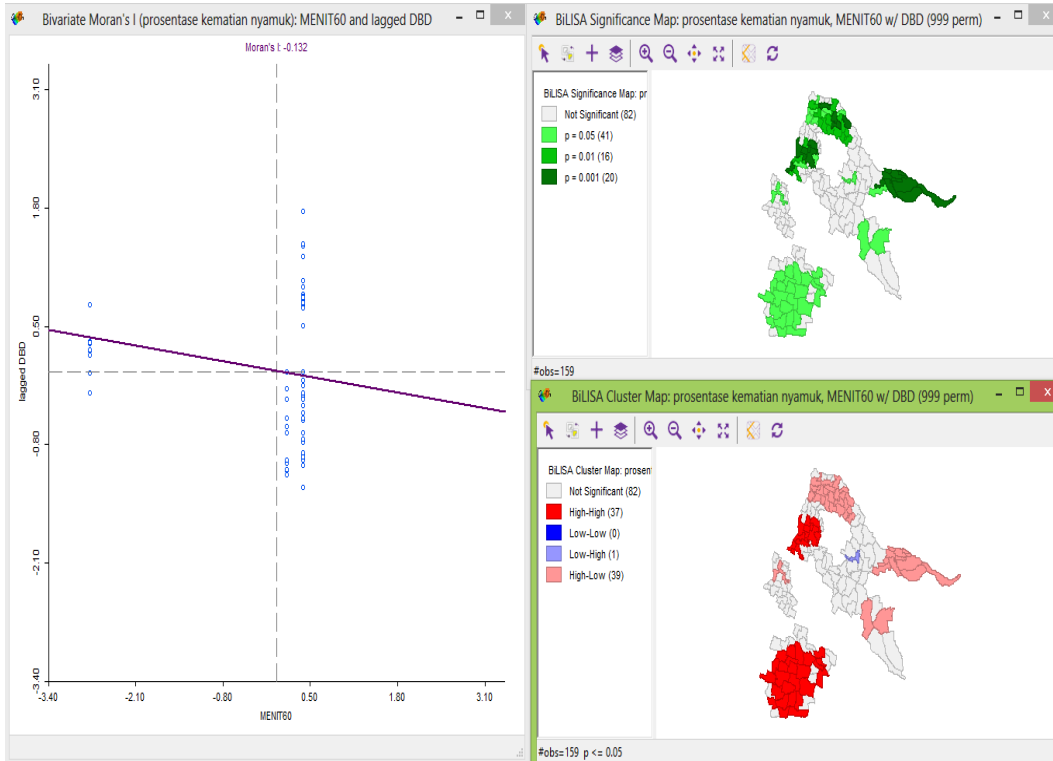 Bivariate Moran's I (prosentase kematian nyamuk): MENIT60 and lagged DBD
Moran's I: -0.132
3.10
1.80
0.50
-0.80
-2.10
-3.40
lagged DBD
-3.40 -2.10 -0.80 0.50 1.80 3.10
MENIT60
BiLISA Significance Map: prosentase kematian nyamuk, MENIT60 w/ DBD (999 perm)
BiLISA Significance Map: pr
Not Significant (82)
p = 0.05 (41)
p = 0.01 (16)
p = 0.001 (20)
#obs=159
BiLISA Cluster Map: prosentase kematian nyamuk, MENIT60 w/ DBD (999 perm)
BiLISA Cluster Map: prosent
Not Significant (82)
High-High (37)
Low-Low (0)
Low-High (1)
High-Low (39)
#obs=159 p <= 0.05